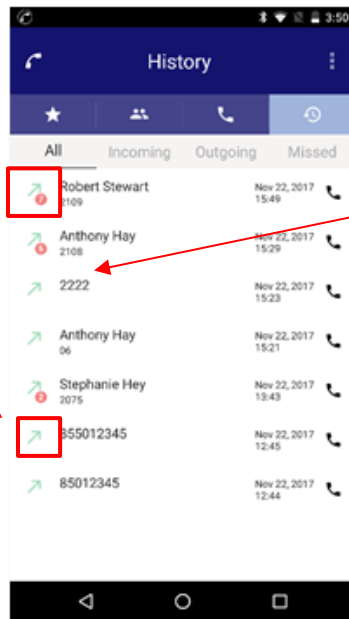 3:50
History
All Incoming Outgoing Missed
7 Robert Stewart Nov 22, 2017
2109 15:49
Anthony Hay Nov 22, 2017
2108 15:29
2222 Nov 22, 2017
15:23
Anthony Hay Nov 22, 2017
06 15:21
2 Stephanie Hey Nov 22, 2017
2075 13:43
855012345 Nov 22, 2017
12:45
85012345 Nov 22, 2017
12:44